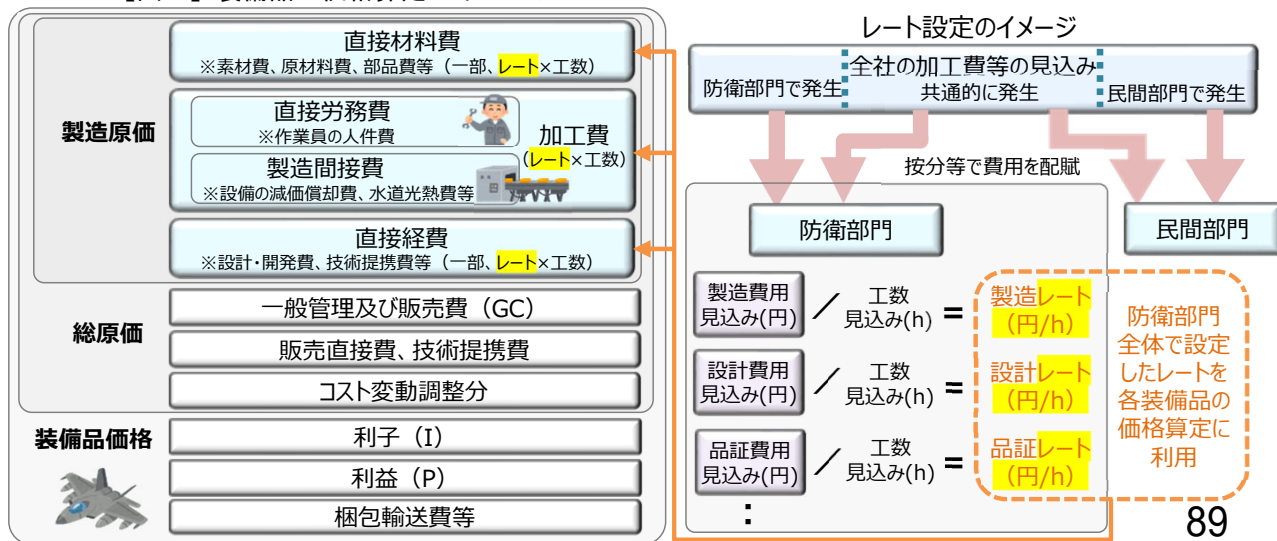 製造原価
直接材料費
※素材費、原材料費、部品費等（一部、レート×工数）
直接労務費
※作業員の人件費
製造間接費
※設備の減価償却費、水道光熱費等
加工費
（レート×工数）
直接経費
※設計・開発費、技術提携費等（一部、レート×工数）
総原価
一般管理及び販売費（GC）
販売直接費、技術提携費
コスト変動調整分
装備品価格
利子（I）
利益（P）
梱包輸送費等
レート設定のイメージ
全社の加工費等の見込み
防衛部門で発生
共通的に発生
民間部門で発生
按分等で費用を配賦
防衛部門
民間部門
製造費用
見込み(円)
／
工数
見込み(h)
=
製造レート
（円/h）
設計費用
見込み(円)
／
工数
見込み(h)
=
設計レート
（円/h）
品証費用
見込み(円)
／
工数
見込み(h)
=
品証レート
（円/h）
：
防衛部門
全体で設定
したレートを
各装備品の
価格算定に
利用
89